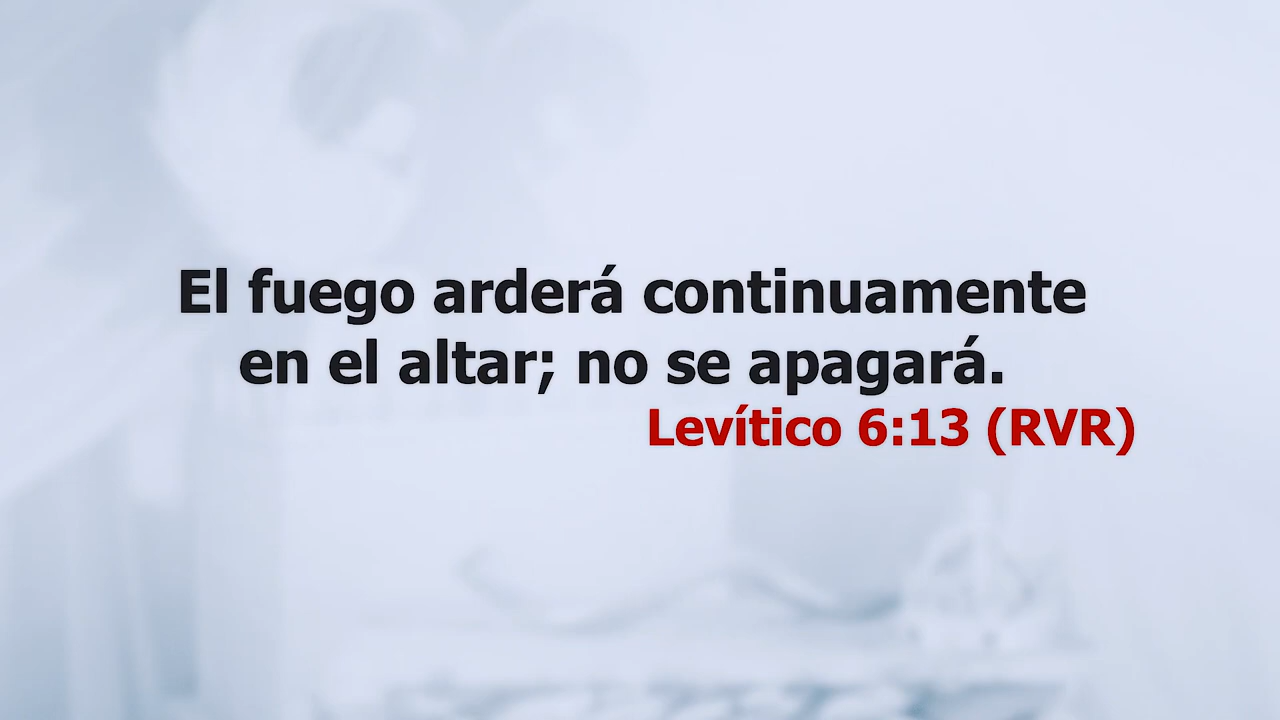 El fuego arderá continuamente
en el altar; no se apagará.
Levítico 6:13 (RVR)